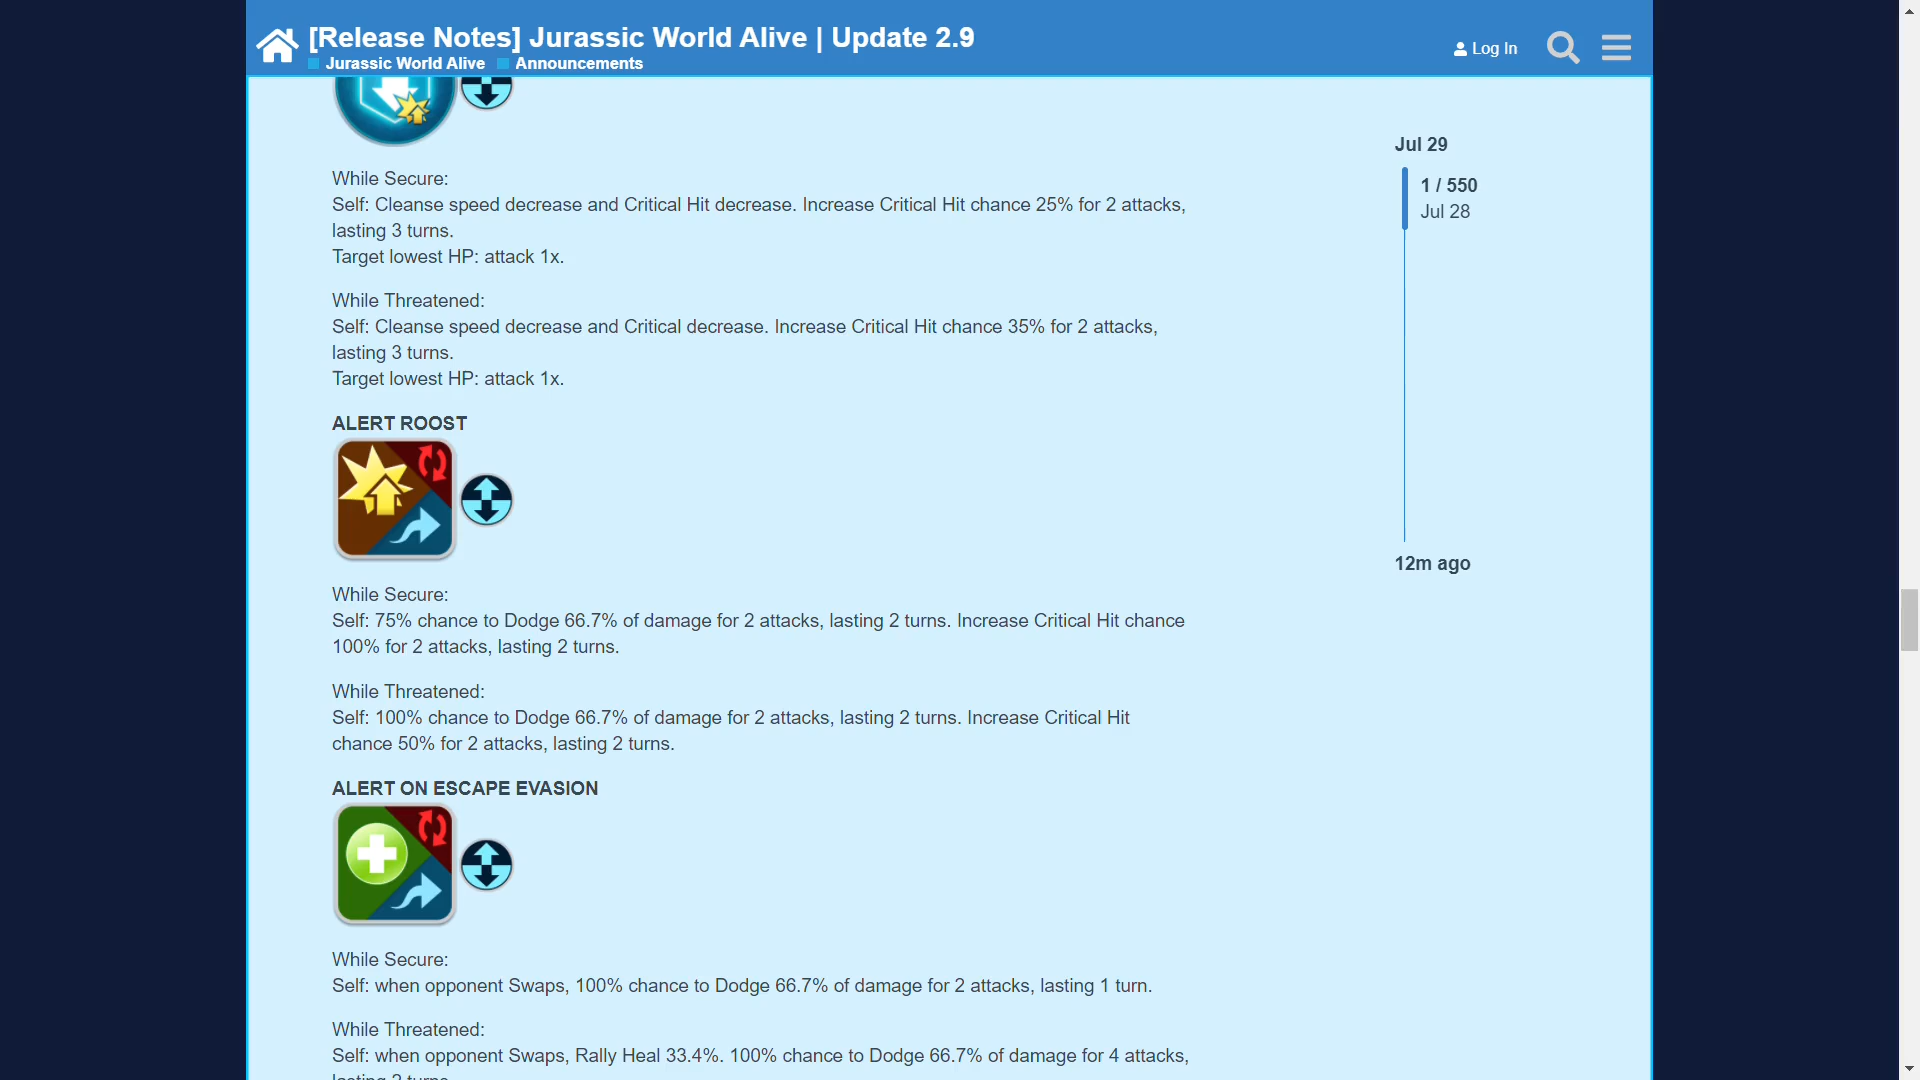 [Release Notes] Jurassic World Alive | Update 2.9
Jurassic World Alive Announcements
Log In
While Secure:
Self: Cleanse speed decrease and Critical Hit decrease. Increase Critical Hit chance 25% for 2 attacks,
lasting 3 turns.
Target lowest HP: attack 1x.
While Threatened:
Self: Cleanse speed decrease and Critical decrease. Increase Critical Hit chance 35% for 2 attacks,
lasting 3 turns.
Target lowest HP: attack 1x.
ALERT ROOST
While Secure:
Self: 75% chance to Dodge 66.7% of damage for 2 attacks, lasting 2 turns. Increase Critical Hit chance
100% for 2 attacks, lasting 2 turns.
While Threatened:
Self: 100% chance to Dodge 66.7% of damage for 2 attacks, lasting 2 turns. Increase Critical Hit
chance 50% for 2 attacks, lasting 2 turns.
ALERT ON ESCAPE EVASION
While Secure:
Self: when opponent Swaps, 100% chance to Dodge 66.7% of damage for 2 attacks, lasting 1 turn.
While Threatened:
Self: when opponent Swaps, Rally Heal 33.4%. 100% chance to Dodge 66.7% of damage for 4 attacks,
Jul 29
1 / 550
Jul 28
12m ago